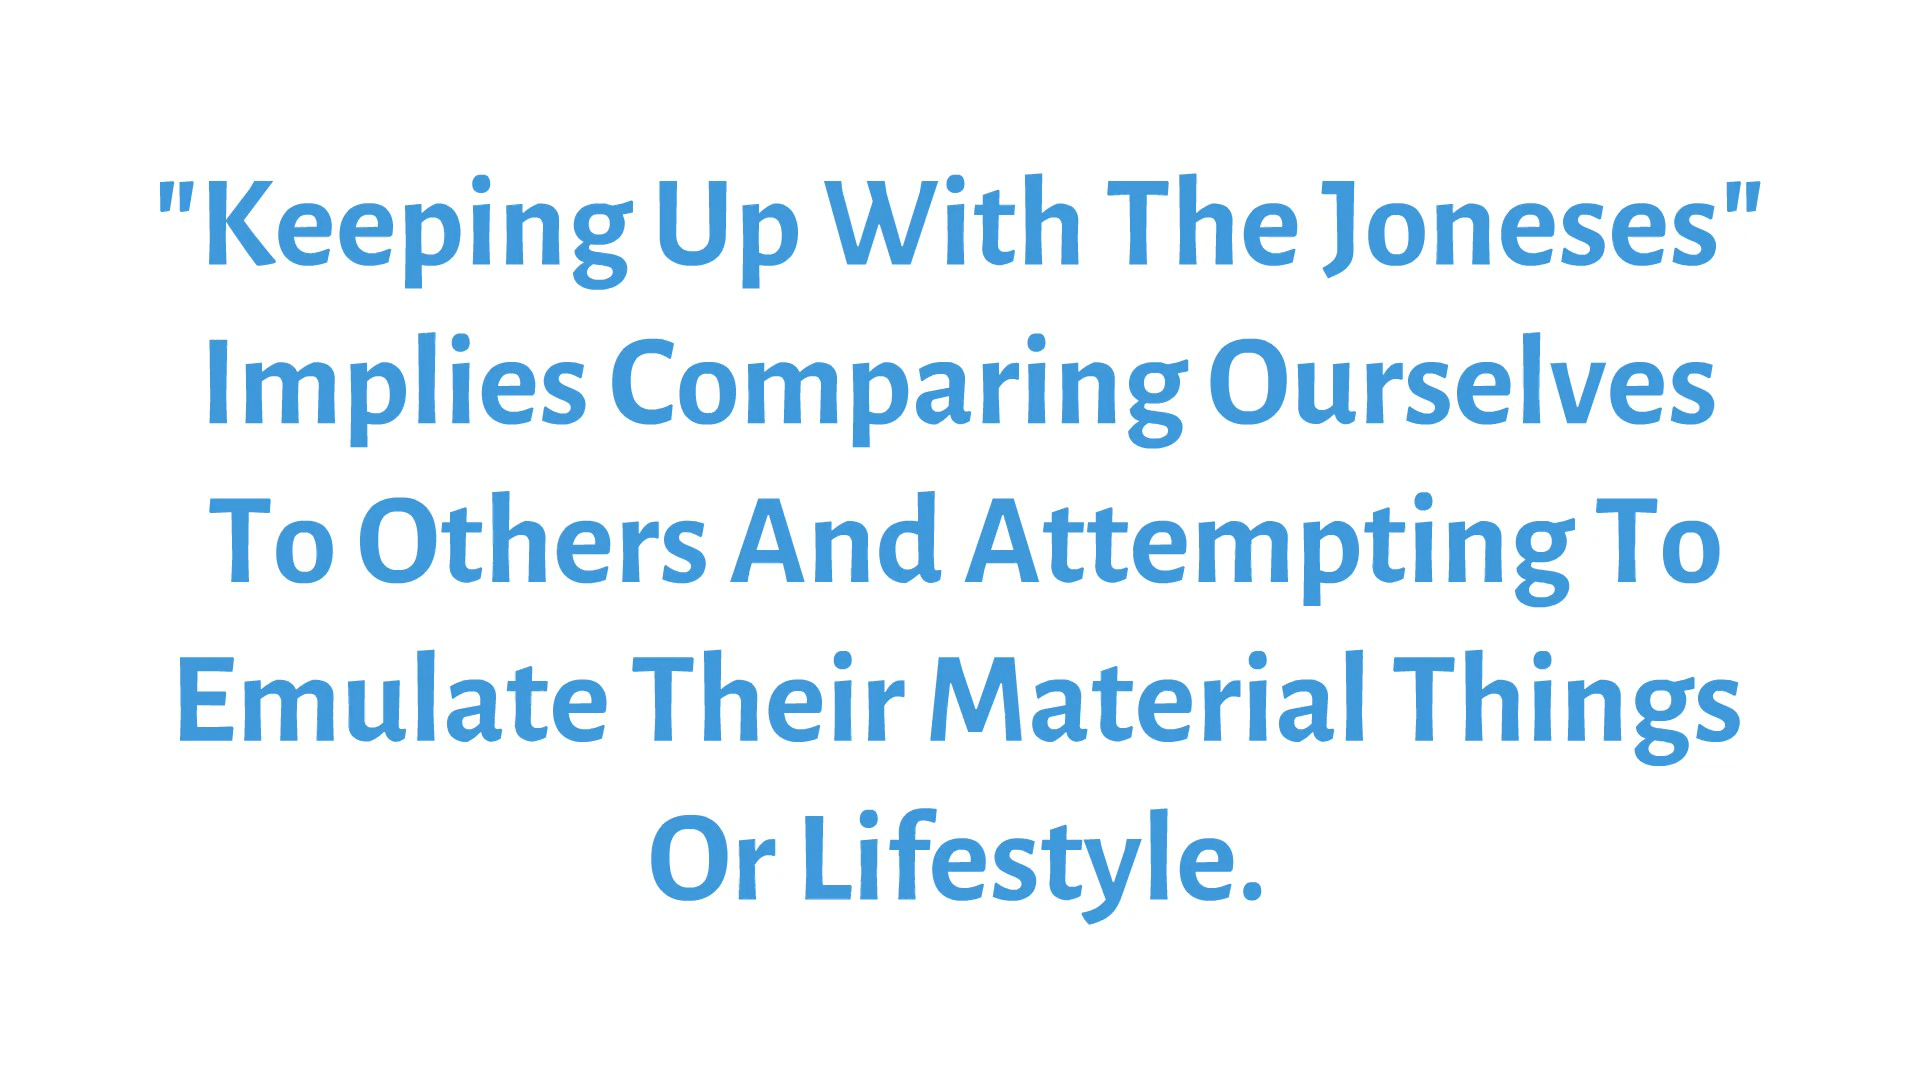 "Keeping Up With The Joneses"
Implies Comparing Ourselves
To Others And Attempting To
Emulate Their Material Things
Or Lifestyle.